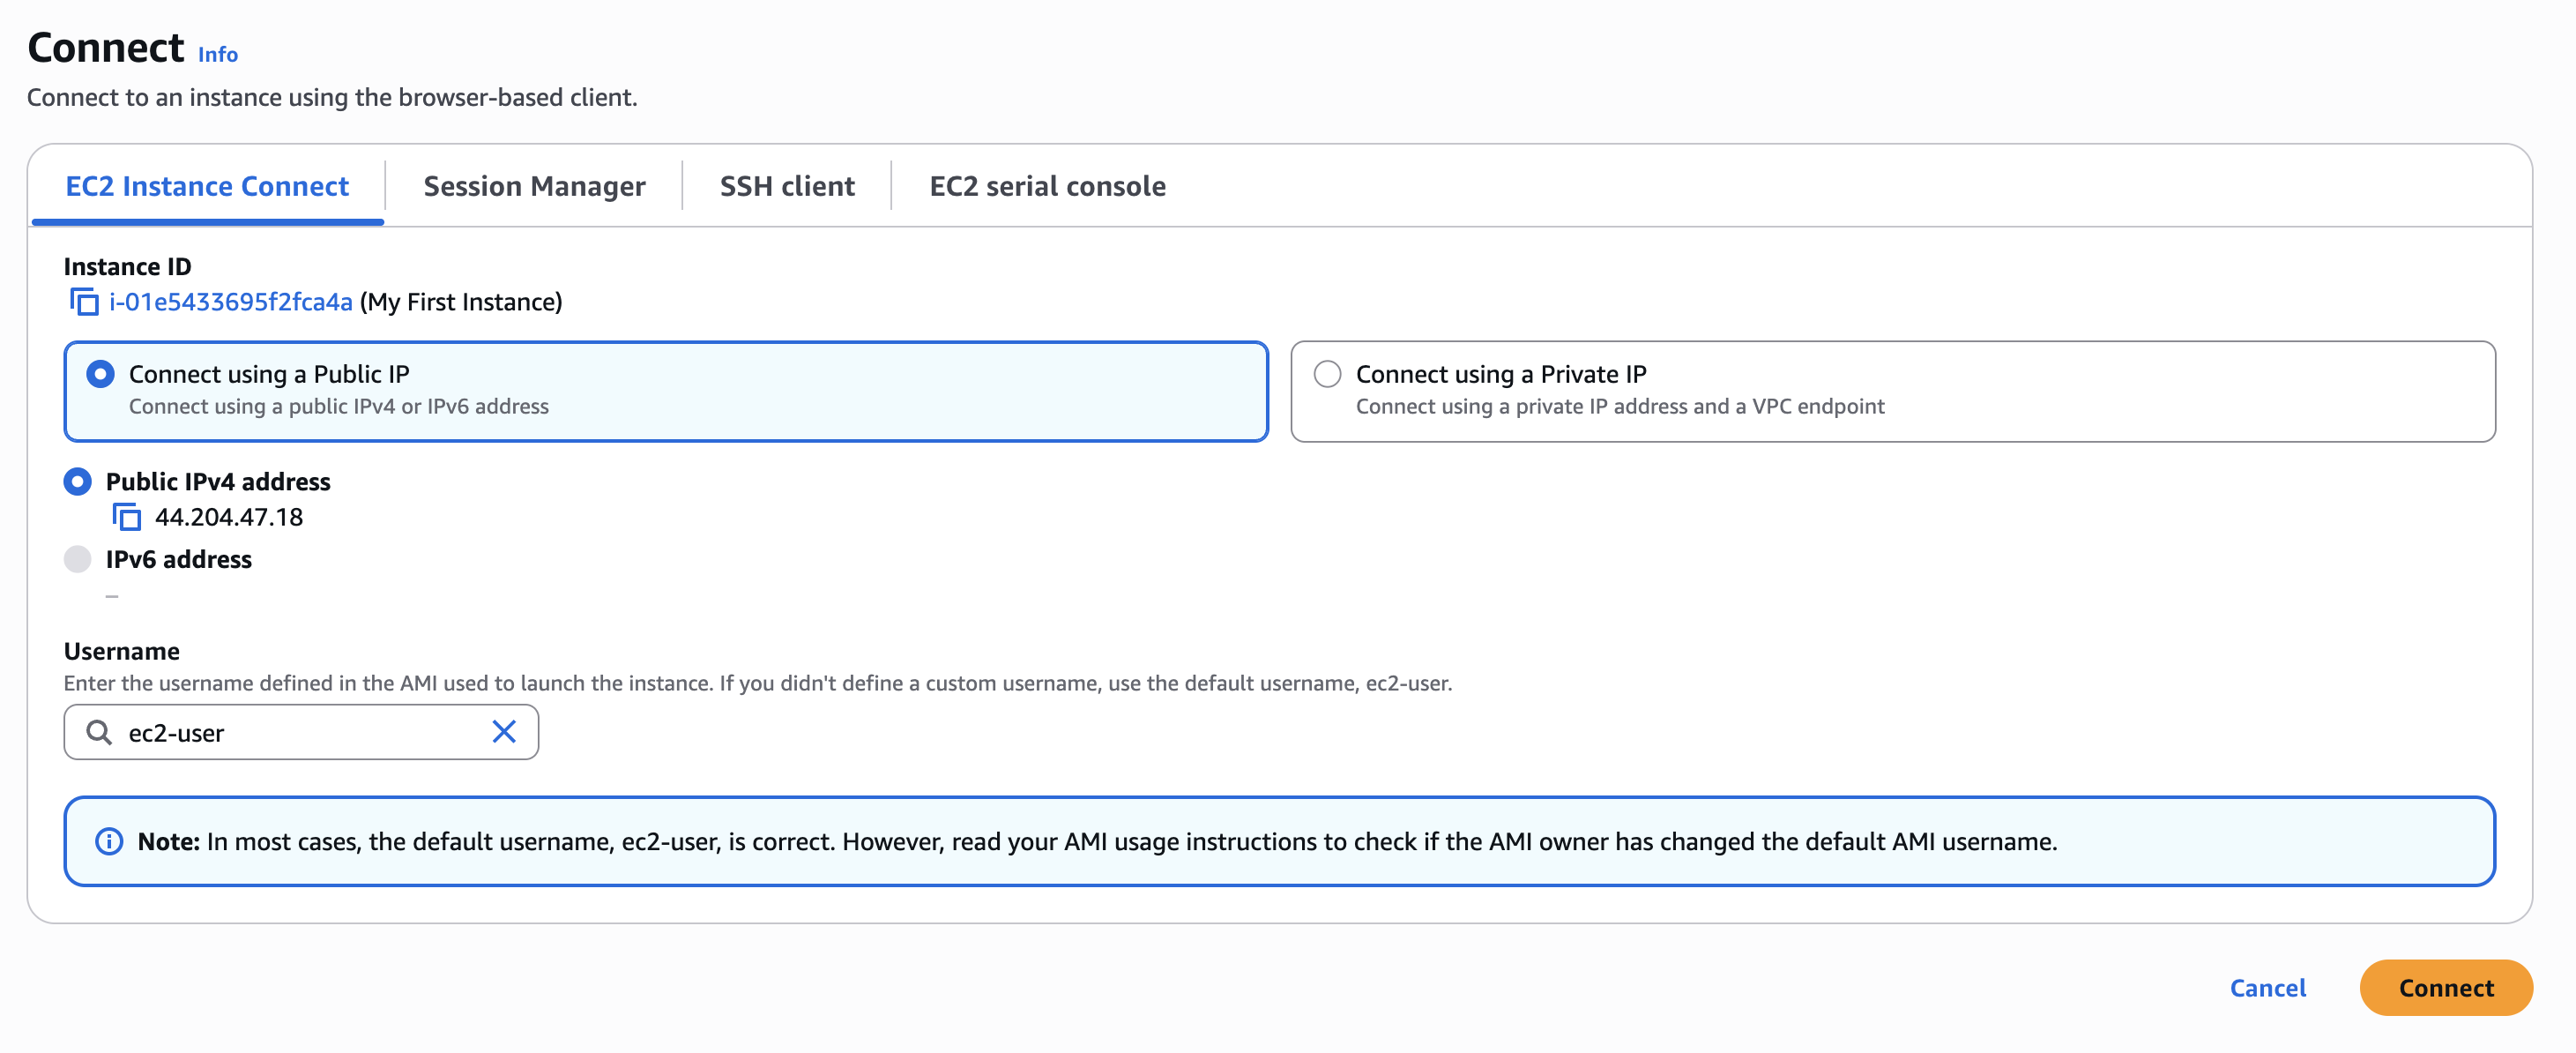 Connect Info
Connect to an instance using the browser-based client.
EC2 Instance Connect
Session Manager
SSH client
EC2 serial console
Instance ID
i-01e5433695f2fca4a (My First Instance)
Connect using a Public IP
Connect using a public IPv4 or IPv6 address
Connect using a Private IP
Connect using a private IP address and a VPC endpoint
Public IPv4 address
44.204.47.18
IPv6 address
–
Username
Enter the username defined in the AMI used to launch the instance. If you didn't define a custom username, use the default username, ec2-user.
ec2-user
Note: In most cases, the default username, ec2-user, is correct. However, read your AMI usage instructions to check if the AMI owner has changed the default AMI username.
Cancel
Connect